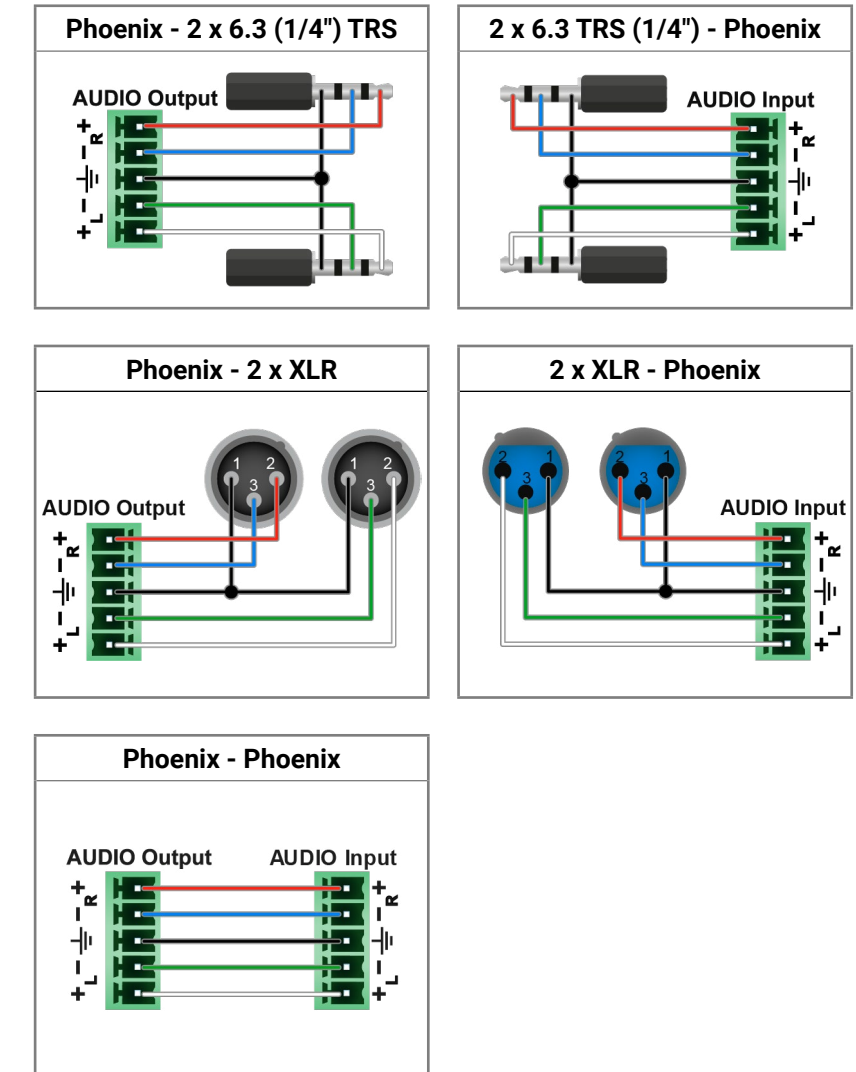 Phoenix - 2 x 6.3 (1/4") TRS
AUDIO Output
+
R
-
-
L
+
2 x 6.3 TRS (1/4") - Phoenix
AUDIO Input
+
R
-
-
L
+
Phoenix - 2 x XLR
1 2
3
1 2
3
AUDIO Output
+
R
-
-
L
+
2 x XLR - Phoenix
2 1
3
2 1
3
AUDIO Input
+
R
-
-
L
+
Phoenix - Phoenix
AUDIO Output
+
R
-
-
L
+
AUDIO Input
+
R
-
-
L
+